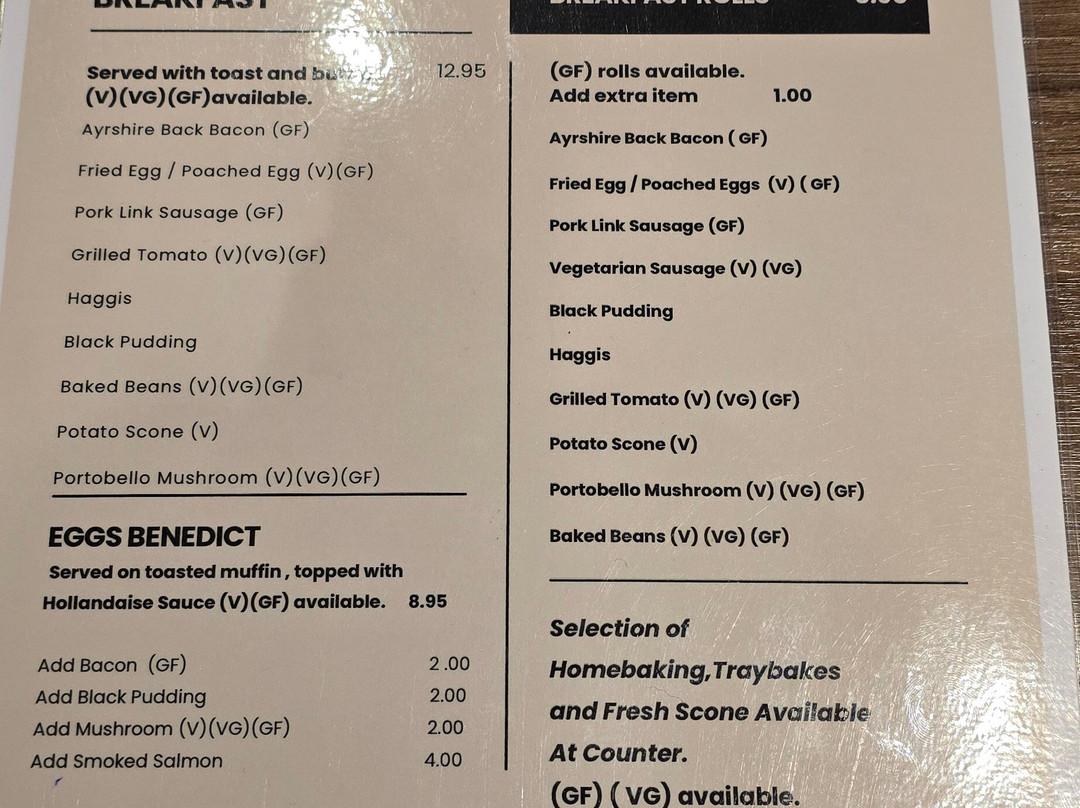 BREAKFAST
Served with toast and 12.95
(V)(VG)(GF)available.
Ayrshire Back Bacon (GF)
Fried Egg / Poached Egg (V)(GF)
Pork Link Sausage (GF)
Grilled Tomato (V)(VG)(GF)
Haggis
Black Pudding
Baked Beans (V)(VG)(GF)
Potato Scone (V)
Portobello Mushroom (V)(VG)(GF)
EGGS BENEDICT
Served on toasted muffin , topped with
Hollandaise Sauce (V)(GF) available. 8.95
Add Bacon (GF) 2 .00
Add Black Pudding 2.00
Add Mushroom (V)(VG)(GF) 2.00
Add Smoked Salmon 4.00
BREAKFAST ROLLS
(GF) rolls available.
Add extra item 1.00
Ayrshire Back Bacon ( GF)
Fried Egg / Poached Eggs (V) ( GF)
Pork Link Sausage (GF)
Vegetarian Sausage (V) (VG)
Black Pudding
Haggis
Grilled Tomato (V) (VG) (GF)
Potato Scone (V)
Portobello Mushroom (V) (VG) (GF)
Baked Beans (V) (VG) (GF)
Selection of
Homebaking,Traybakes
and Fresh Scone Available
At Counter.
(GF) ( VG) available.